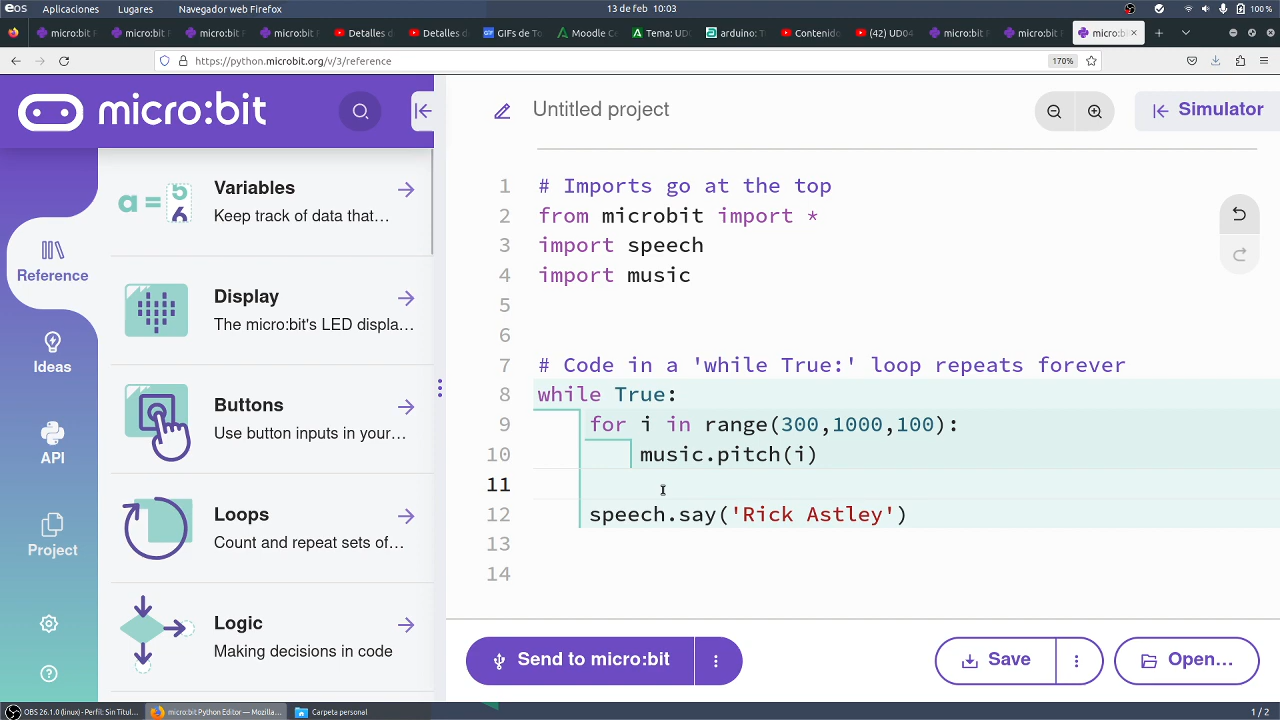 eOS Aplicaciones Lugares Navegador web Firefox 13 de feb 10:03 100 %
micro:bit micro:bit micro:bit micro:bit Detalles Detalles d GIFs de To Moodle Ce Tema: UD arduino: T Contenido (42) UD04 micro:bit micro:bit micro:bit
https://python.microbit.org/v/3/reference 170%
micro:bit
Untitled project
Simulator
Reference
Ideas
API
Project
a = 5
6
Variables
Keep track of data that…
Display
The micro:bit's LED displa…
Buttons
Use button inputs in your…
Loops
Count and repeat sets of…
Logic
Making decisions in code
1 # Imports go at the top
2 from microbit import *
3 import speech
4 import music
5
6
7 # Code in a 'while True:' loop repeats forever
8 while True:
9 for i in range(300,1000,100):
10 music.pitch(i)
11
12 speech.say('Rick Astley')
13
14
Send to micro:bit
Save
Open…
OBS 26.1.0 (linux) - Perfil: Sin Titul… micro:bit Python Editor — Mozilla… Carpeta personal 1 / 2